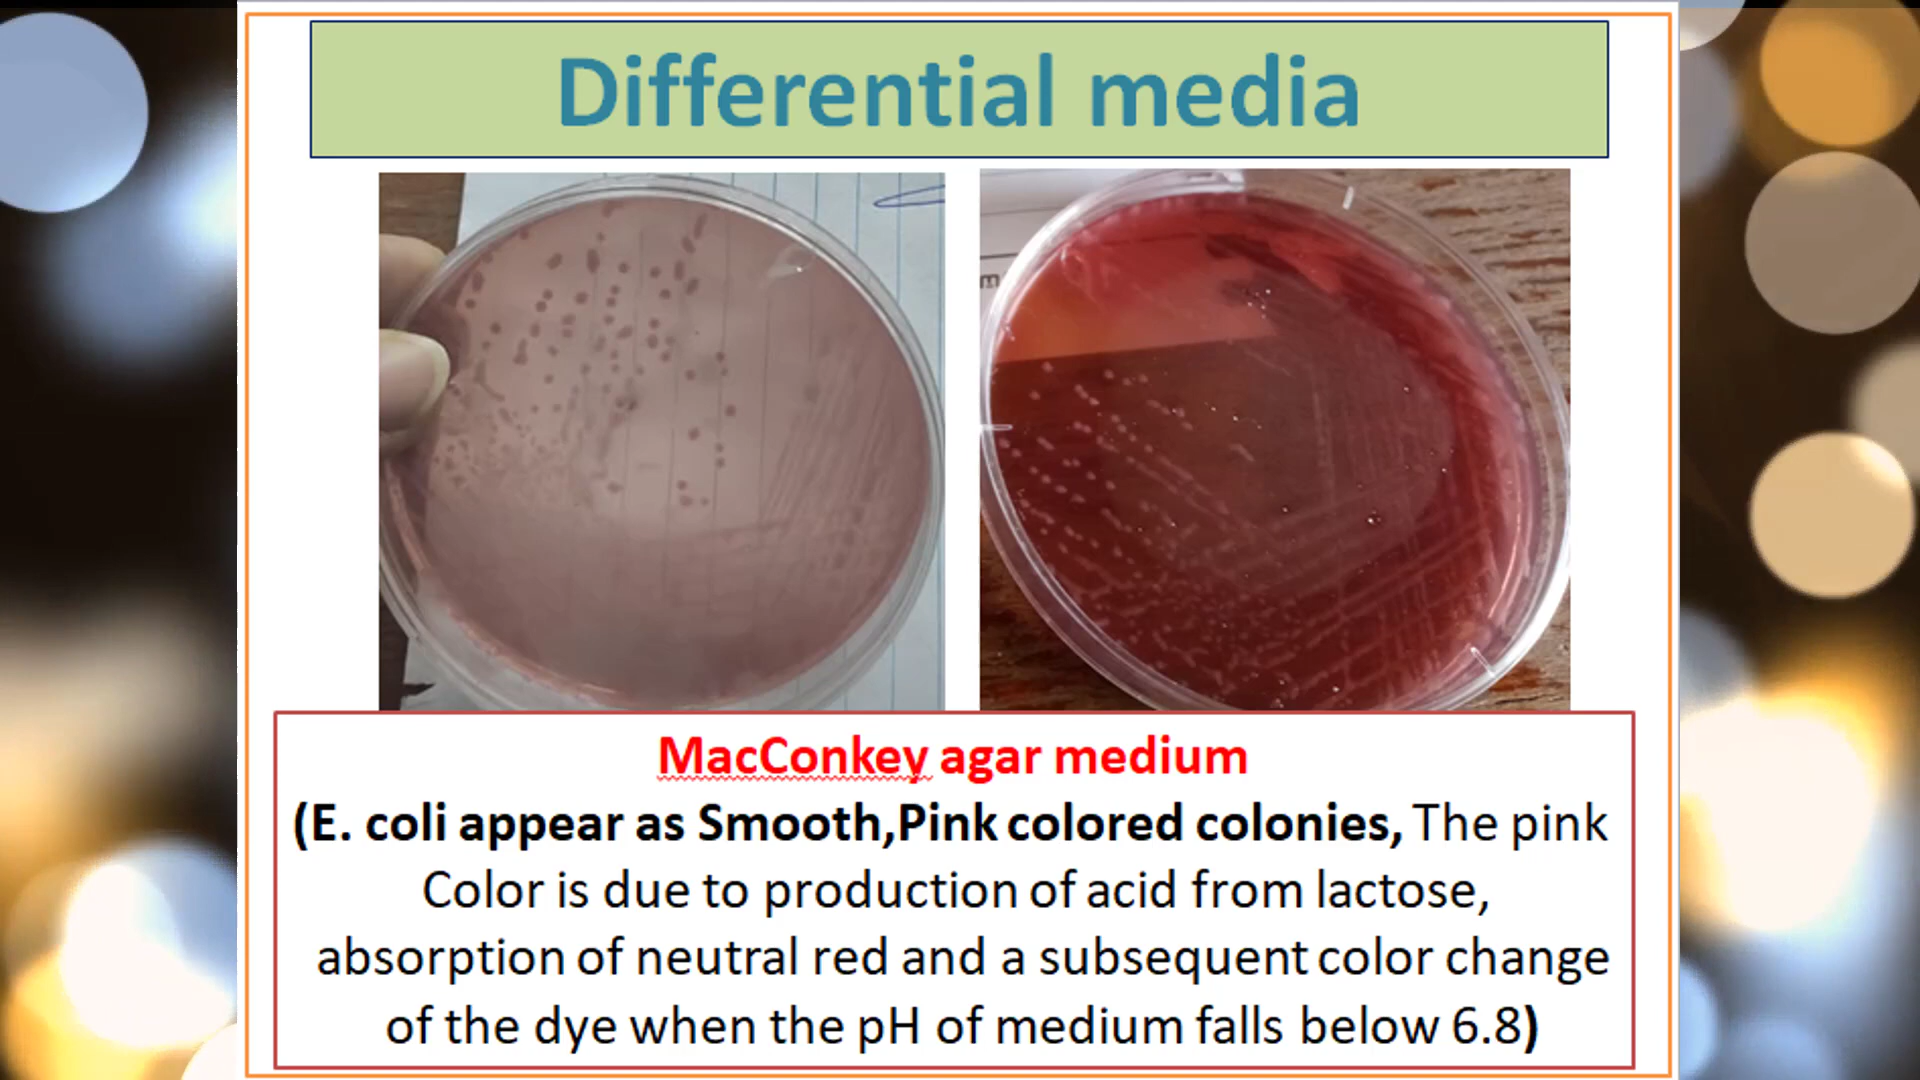 Differential media
MacConkey agar medium
(E. coli appear as Smooth,Pink colored colonies, The pink
Color is due to production of acid from lactose,
absorption of neutral red and a subsequent color change
of the dye when the pH of medium falls below 6.8)